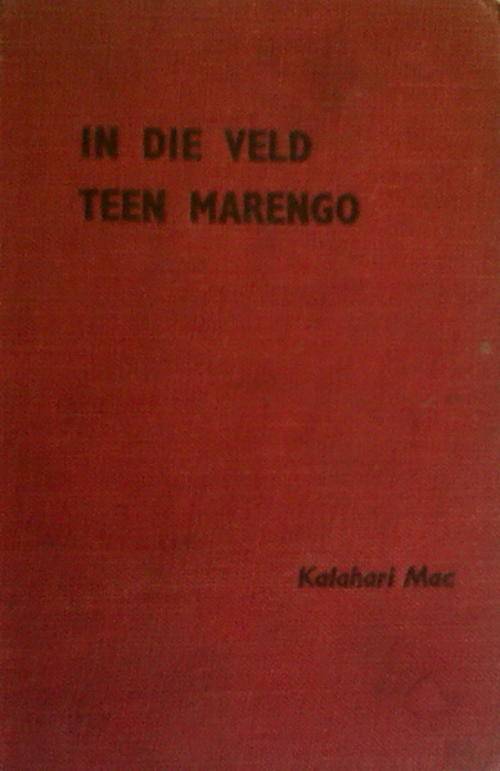 IN DIE VELD
TEEN MARENGO
Kalahari Mac